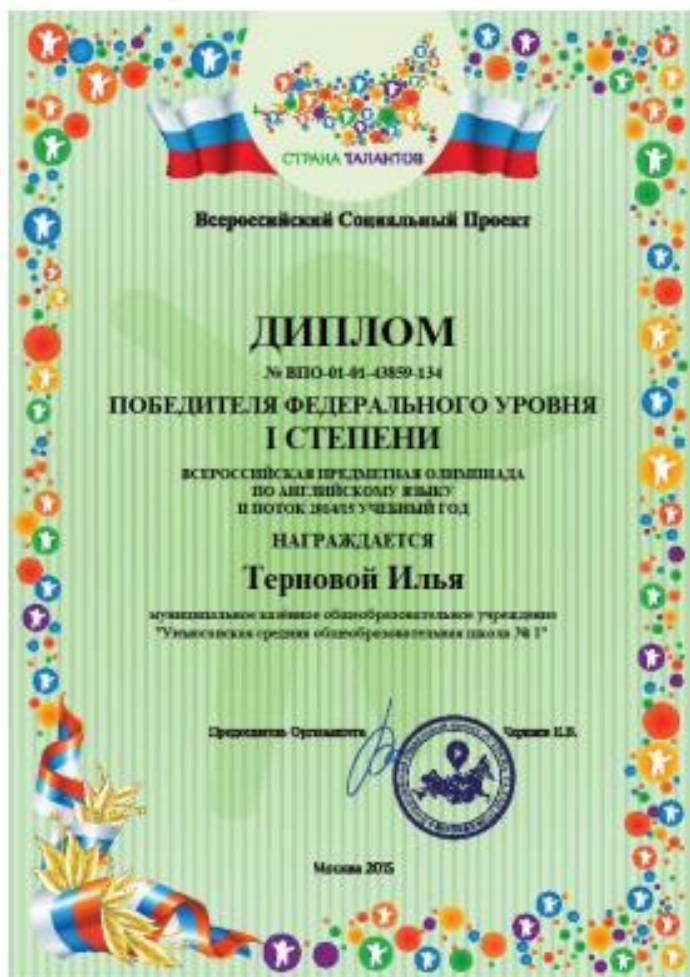 СТРАНА ТАЛАНТОВ
Всероссийский Социальный Проект
ДИПЛОМ
№ ВПО-01-01-43859-134
ПОБЕДИТЕЛЯ ФЕДЕРАЛЬНОГО УРОВНЯ
I СТЕПЕНИ
ВСЕРОССИЙСКАЯ ПРЕДМЕТНАЯ ОЛИМПИАДА
ПО АНГЛИЙСКОМУ ЯЗЫКУ
II ПОТОК 2014/15 УЧЕБНЫЙ ГОД
НАГРАЖДАЕТСЯ
Терновой Илья
муниципальное казённое общеобразовательное учреждение
средняя общеобразовательная школа № 1"
Председатель Оргкомитета
Москва 2015